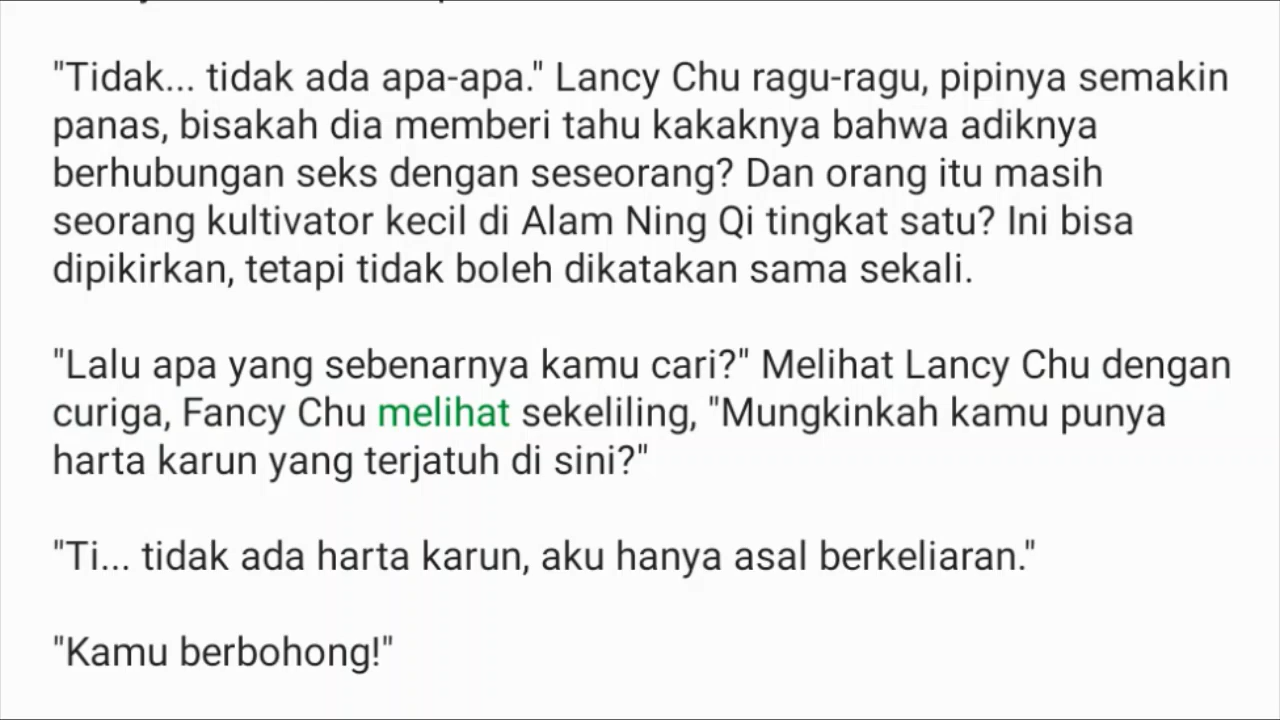 "Tidak... tidak ada apa-apa." Lancy Chu ragu-ragu, pipinya semakin
panas, bisakah dia memberi tahu kakaknya bahwa adiknya
berhubungan seks dengan seseorang? Dan orang itu masih
seorang kultivator kecil di Alam Ning Qi tingkat satu? Ini bisa
dipikirkan, tetapi tidak boleh dikatakan sama sekali.
"Lalu apa yang sebenarnya kamu cari?" Melihat Lancy Chu dengan
curiga, Fancy Chu melihat sekeliling, "Mungkinkah kamu punya
harta karun yang terjatuh di sini?"
"Ti... tidak ada harta karun, aku hanya asal berkeliaran."
"Kamu berbohong!"